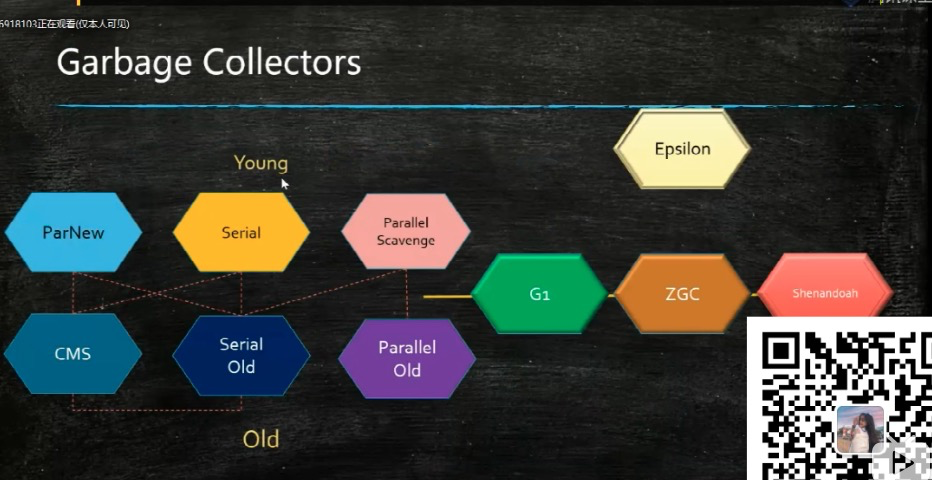 6918103正在观看(仅本人可见)
Garbage Collectors
Epsilon
Young
ParNew
Serial
Parallel
Scavenge
G1
ZGC
Shenandoah
CMS
Serial
Old
Parallel
Old
Old